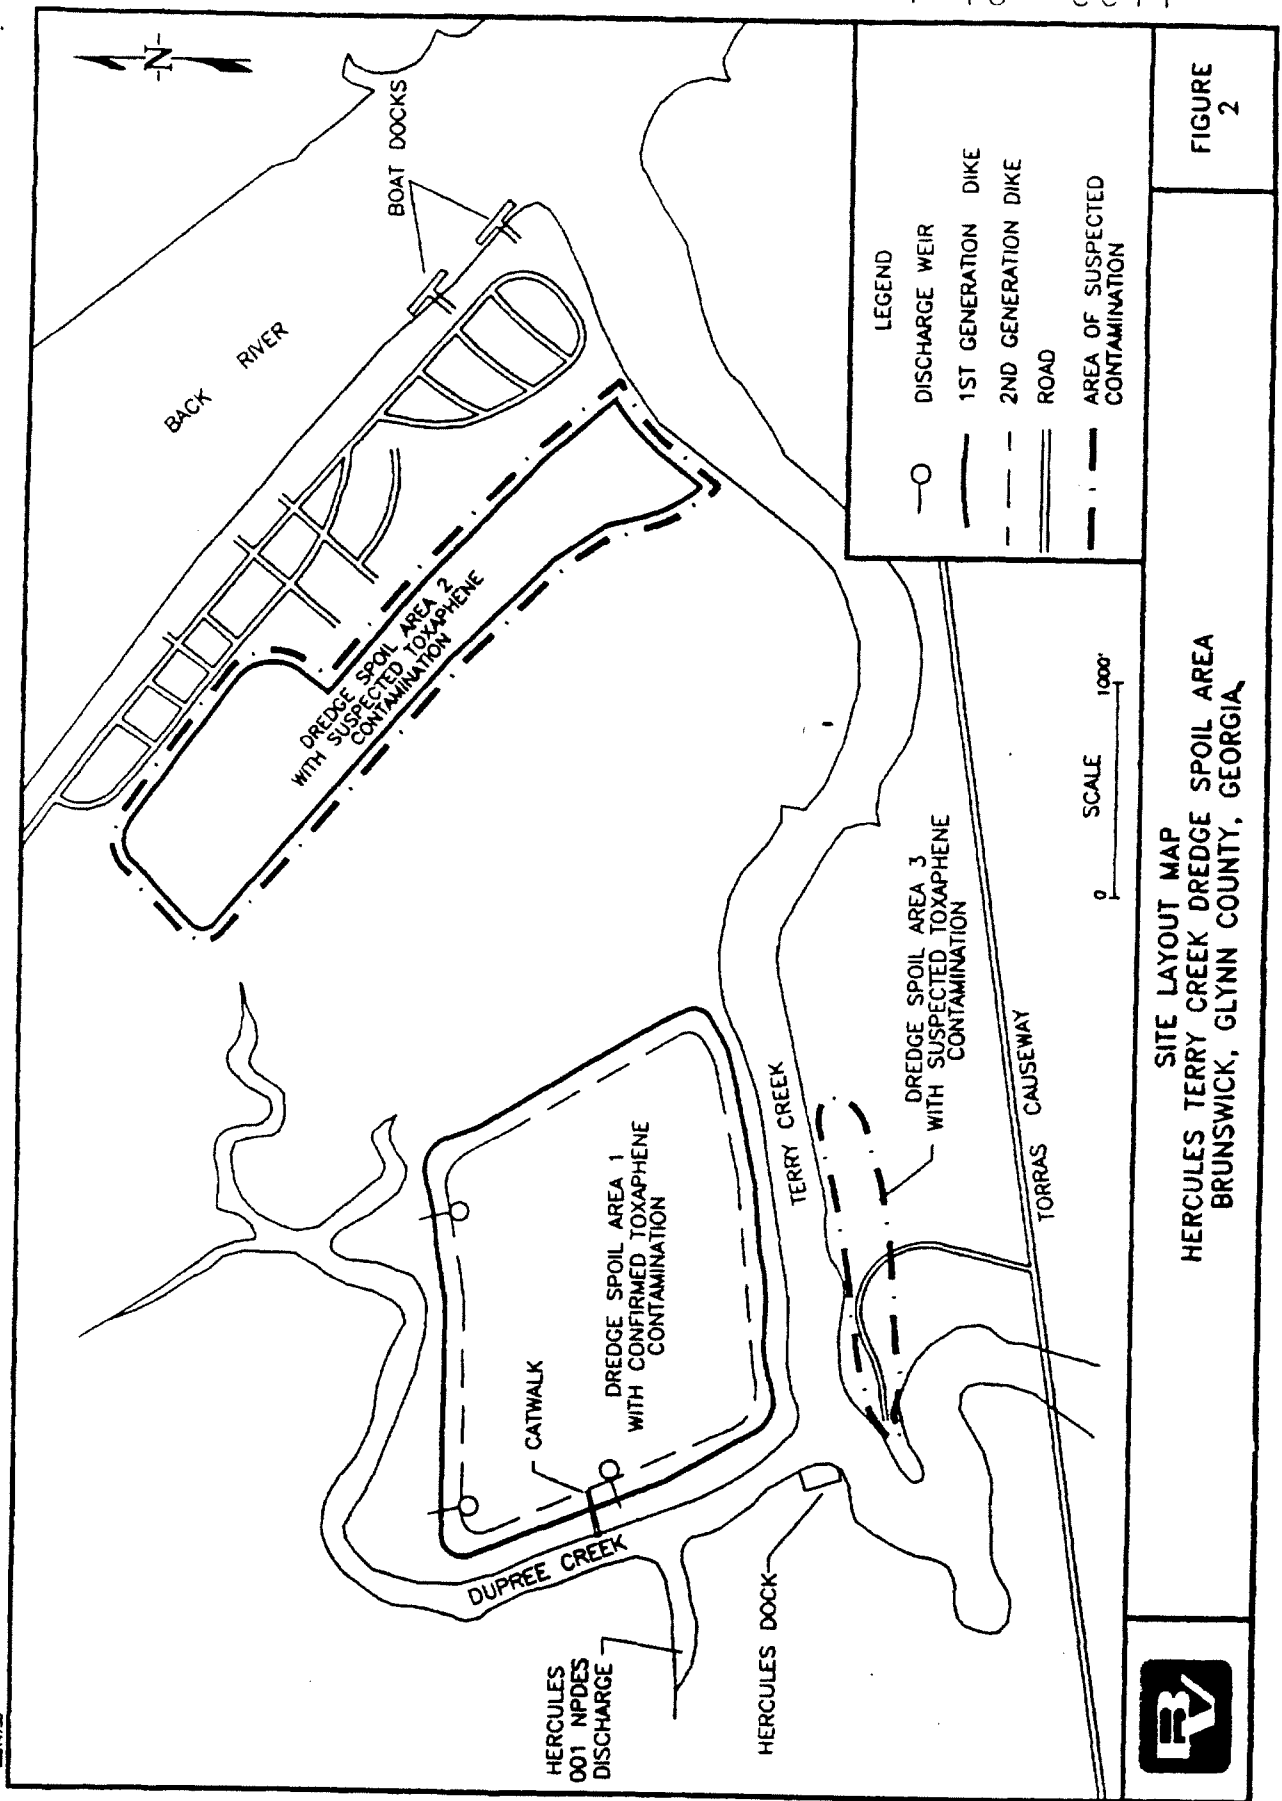 -N-
BOAT DOCKS
BACK RIVER
DREDGE SPOIL AREA 2
WITH SUSPECTED TOXAPHENE
CONTAMINATION
LEGEND
DISCHARGE WEIR
1ST GENERATION DIKE
2ND GENERATION DIKE
ROAD
AREA OF SUSPECTED
CONTAMINATION
CATWALK
DREDGE SPOIL AREA 1
WITH CONFIRMED TOXAPHENE
CONTAMINATION
DUPREE CREEK
HERCULES
001 NPDES
DISCHARGE
HERCULES DOCK
TERRY CREEK
DREDGE SPOIL AREA 3
WITH SUSPECTED TOXAPHENE
CONTAMINATION
TORRAS CAUSEWAY
SCALE
0 1000'
BV
SITE LAYOUT MAP
HERCULES TERRY CREEK DREDGE SPOIL AREA
BRUNSWICK, GLYNN COUNTY, GEORGIA
FIGURE
2